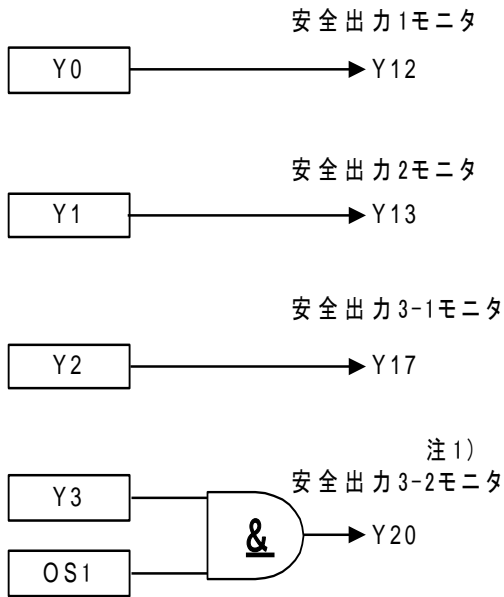 安全出力1モニタ
Y0
Y12
安全出力2モニタ
Y1
Y13
安全出力3-1モニタ
Y2
Y17
注1)
安全出力3-2モニタ
Y3
&
Y20
OS1